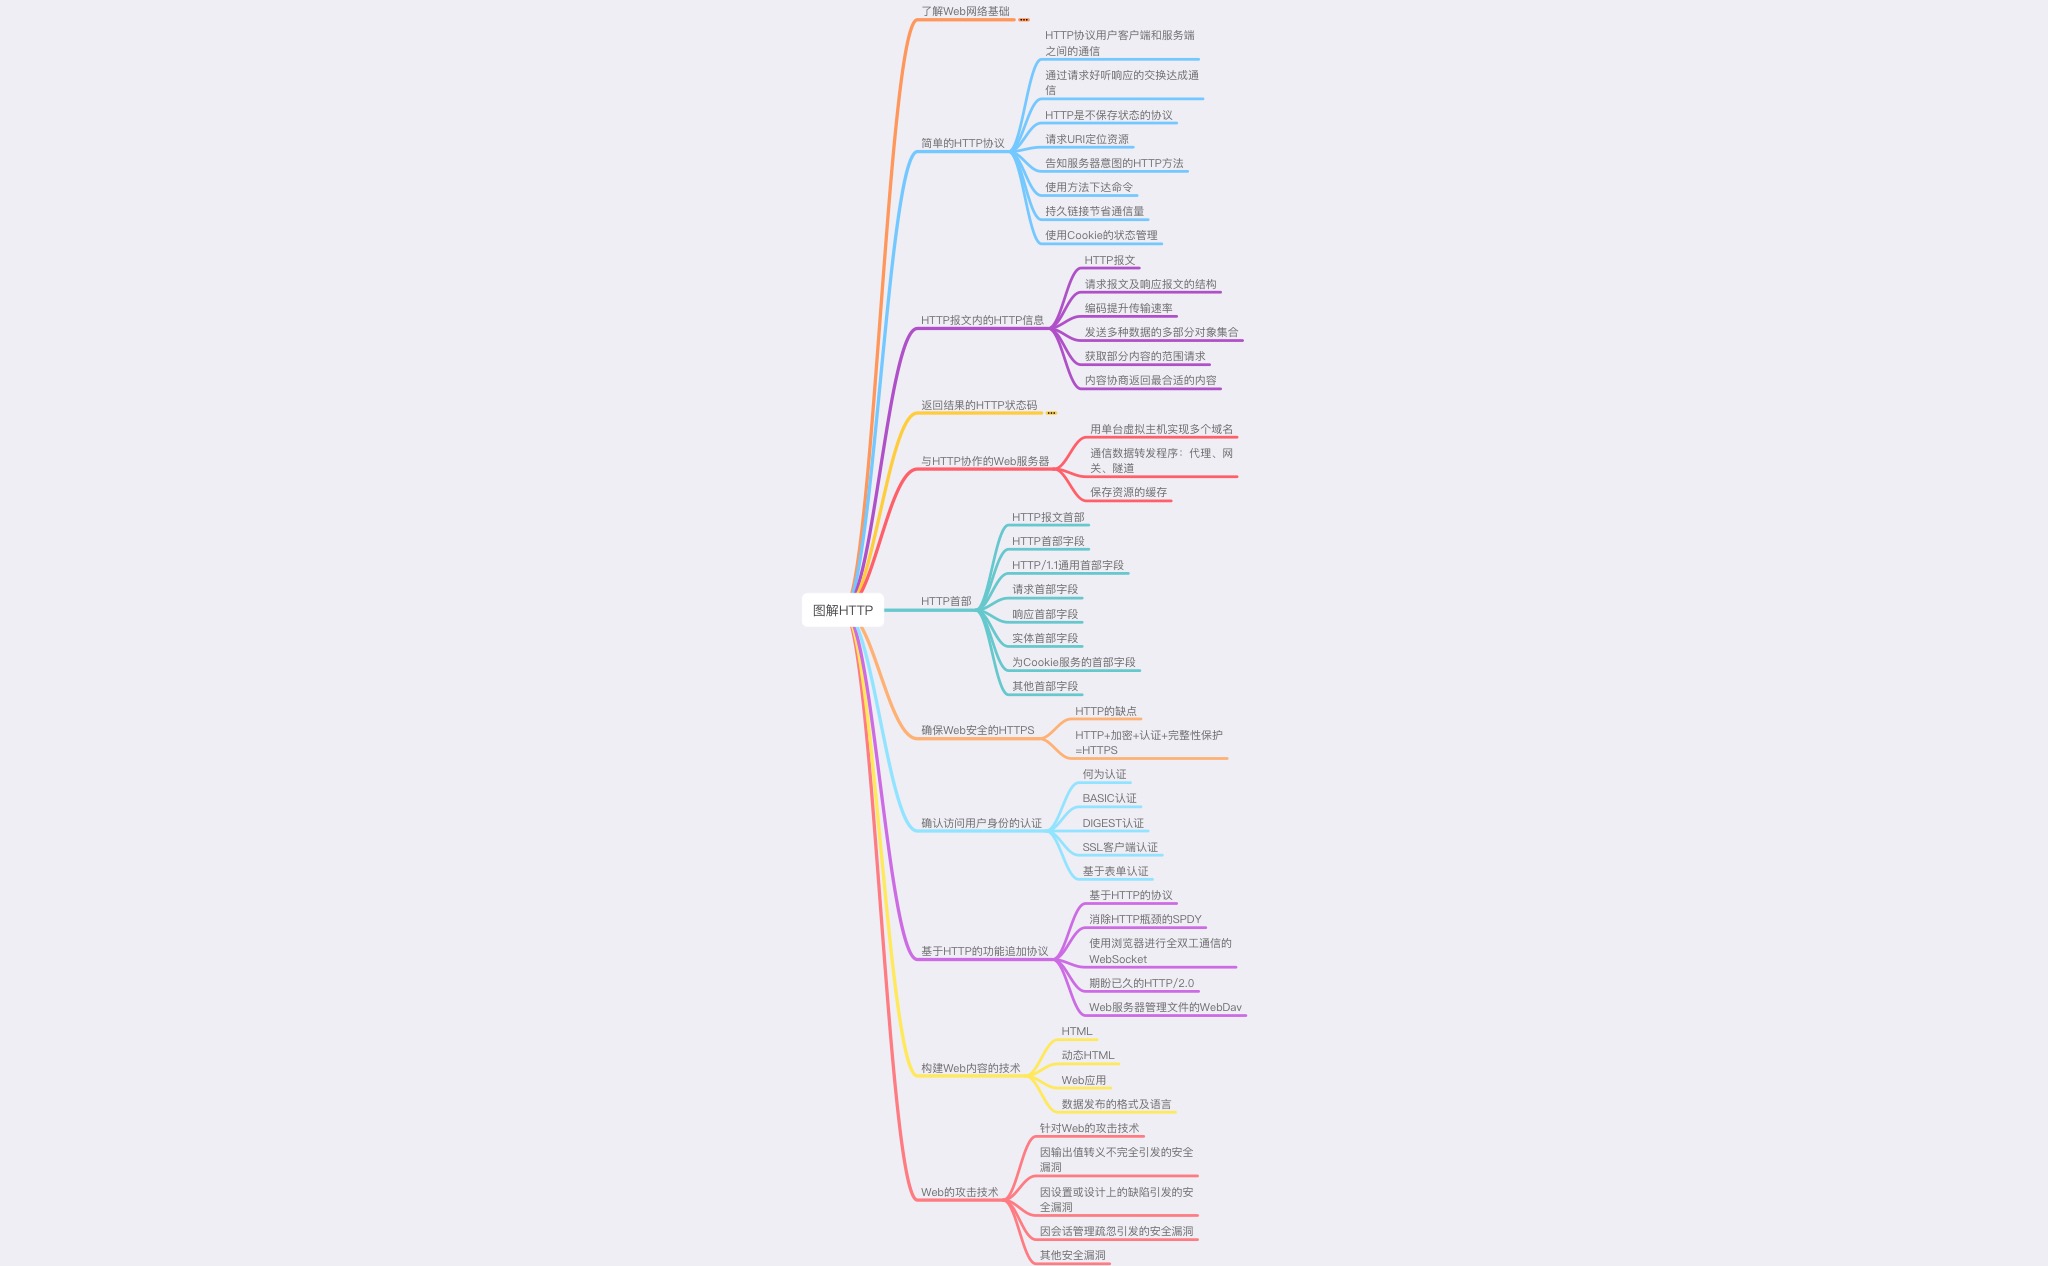 了解Web网络基础
HTTP协议用户客户端和服务端
之间的通信
通过请求好听响应的交换达成通
信
HTTP是不保存状态的协议
简单的HTTP协议
请求URI定位资源
告知服务器意图的HTTP方法
使用方法下达命令
持久链接节省通信量
使用Cookie的状态管理
HTTP报文
请求报文及响应报文的结构
编码提升传输速率
HTTP报文内的HTTP信息
发送多种数据的多部分对象集合
获取部分内容的范围请求
内容协商返回最合适的内容
返回结果的HTTP状态码
用单台虚拟主机实现多个域名
与HTTP协作的Web服务器
通信数据转发程序：代理、网
关、隧道
保存资源的缓存
HTTP报文首部
HTTP首部字段
HTTP/1.1通用首部字段
请求首部字段
HTTP首部
图解HTTP
响应首部字段
实体首部字段
为Cookie服务的首部字段
其他首部字段
HTTP的缺点
确保Web安全的HTTPS
HTTP+加密+认证+完整性保护
=HTTPS
何为认证
BASIC认证
确认访问用户身份的认证
DIGEST认证
SSL客户端认证
基于表单认证
基于HTTP的协议
消除HTTP瓶颈的SPDY
基于HTTP的功能追加协议
使用浏览器进行全双工通信的
WebSocket
期盼已久的HTTP/2.0
Web服务器管理文件的WebDav
HTML
动态HTML
构建Web内容的技术
Web应用
数据发布的格式及语言
针对Web的攻击技术
因输出值转义不完全引发的安全
漏洞
Web的攻击技术
因设置或设计上的缺陷引发的安
全漏洞
因会话管理疏忽引发的安全漏洞
其他安全漏洞